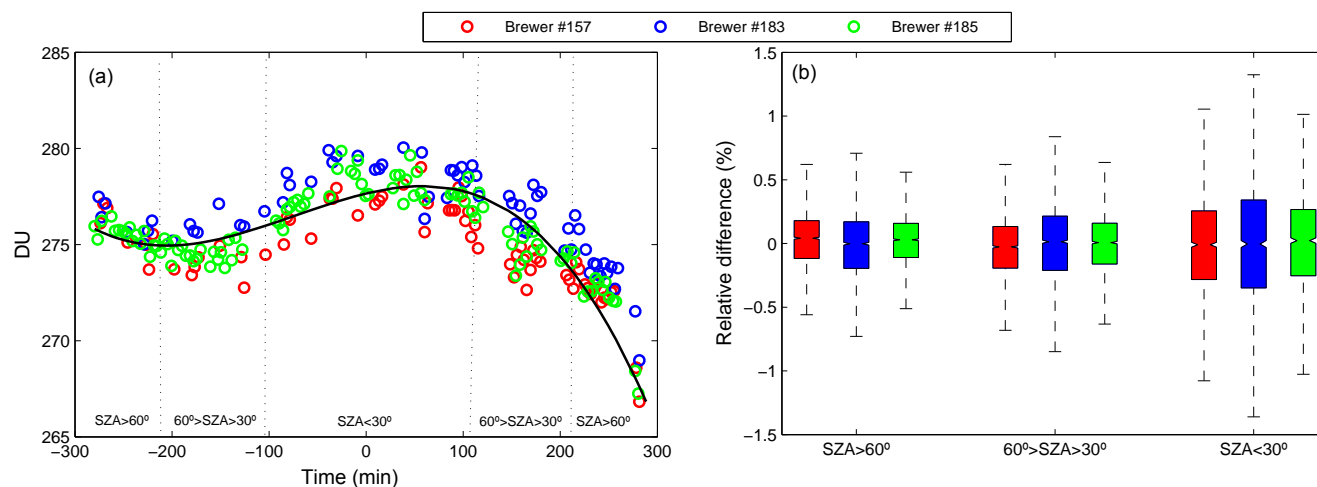 Brewer #157 Brewer #183 Brewer #185
(a)
285
280
275
270
265
DU
SZA>60º 60º>SZA>30º SZA<30º 60º>SZA>30º SZA>60º
−300 −200 −100 0 100 200 300
Time (min)
(b)
1.5
1
0.5
0
−0.5
−1
−1.5
Relative difference (%)
SZA>60º 60º>SZA>30º SZA<30º